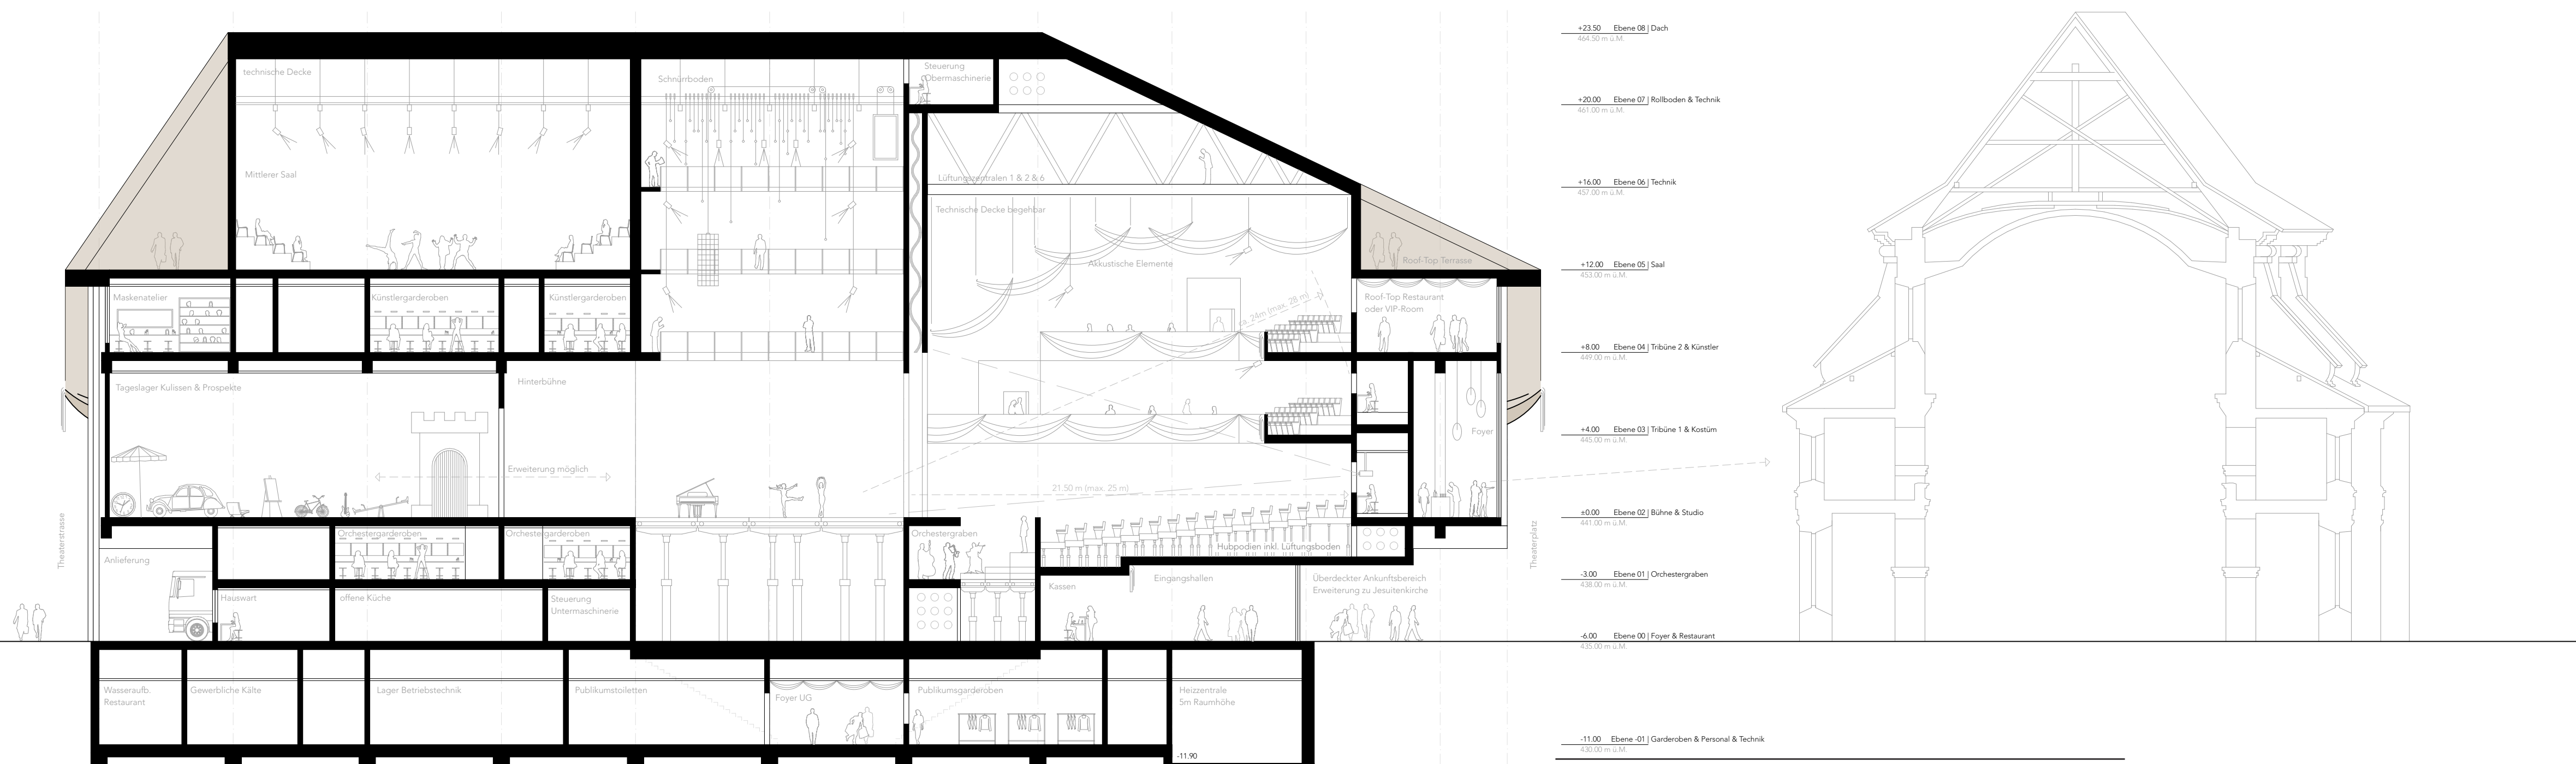 technische Decke
Schnürrboden
Steuerung
Obermaschinerie
Mittlerer Saal
Lüftungszentralen 1 & 2 & 6
Technische Decke begehbar
Akkustische Elemente
Roof-Top Terrasse
Maskenatelier
Künstlergarderoben
Künstlergarderoben
ca. 24m (max. 28 m)
Roof-Top Restaurant
oder VIP-Room
Tageslager Kulissen & Prospekte
Hinterbühne
Foyer
Erweiterung möglich
21.50 m (max. 25 m)
Theaterstrasse
Theaterplatz
Anlieferung
Orchestergarderoben
Orchestergarderoben
Orchestergraben
Hubpodien inkl. Lüftungsboden
Hauswart
offene Küche
Steuerung
Untermaschinerie
Kassen
Eingangshallen
Überdeckter Ankunftsbereich
Erweiterung zu Jesuitenkirche
Wasseraufb.
Restaurant
Gewerbliche Kälte
Lager Betriebstechnik
Publikumstoiletten
Foyer UG
Publikumsgarderoben
Heizzentrale
5m Raumhöhe
-11.90
+23.50 Ebene 08 | Dach
464.50 m ü.M.
+20.00 Ebene 07 | Rollboden & Technik
461.00 m ü.M.
+16.00 Ebene 06 | Technik
457.00 m ü.M.
+12.00 Ebene 05 | Saal
453.00 m ü.M.
+8.00 Ebene 04 | Tribüne 2 & Künstler
449.00 m ü.M.
+4.00 Ebene 03 | Tribüne 1 & Kostüm
445.00 m ü.M.
±0.00 Ebene 02 | Bühne & Studio
441.00 m ü.M.
-3.00 Ebene 01 | Orchestergraben
438.00 m ü.M.
-6.00 Ebene 00 | Foyer & Restaurant
435.00 m ü.M.
-11.00 Ebene -01 | Garderoben & Personal & Technik
430.00 m ü.M.